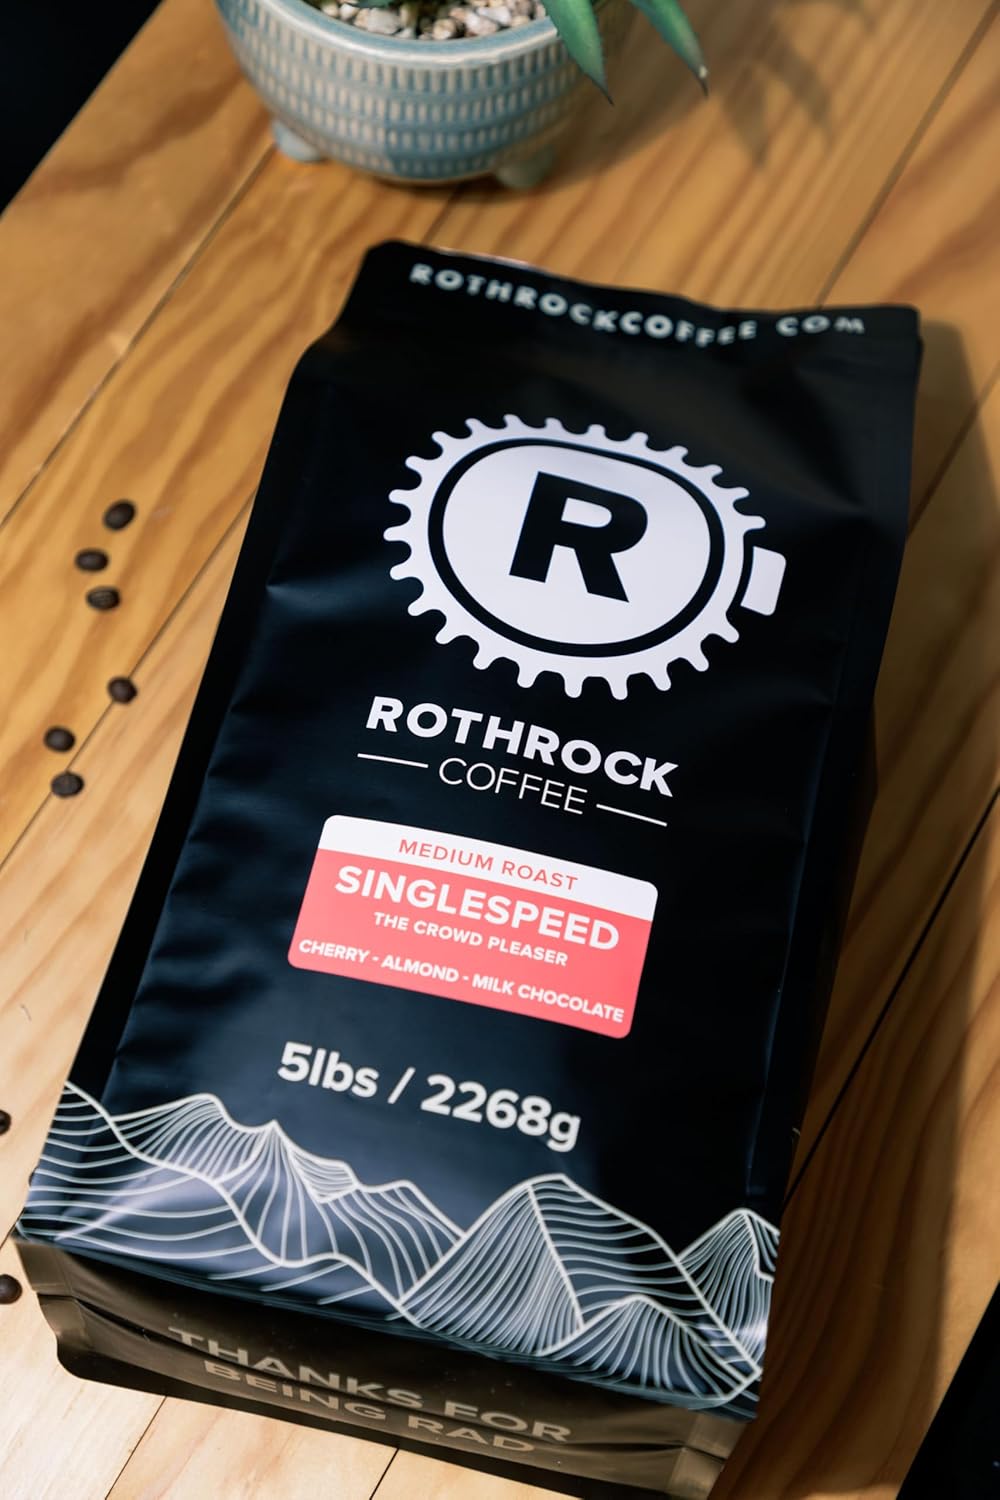 ROTHROCKCOFFEE COM
R
ROTHROCK
COFFEE
MEDIUM ROAST
SINGLESPEED
THE CROWD PLEASER
CHERRY - ALMOND - MILK CHOCOLATE
5lbs / 2268g
THANKS FOR
BEING RAD